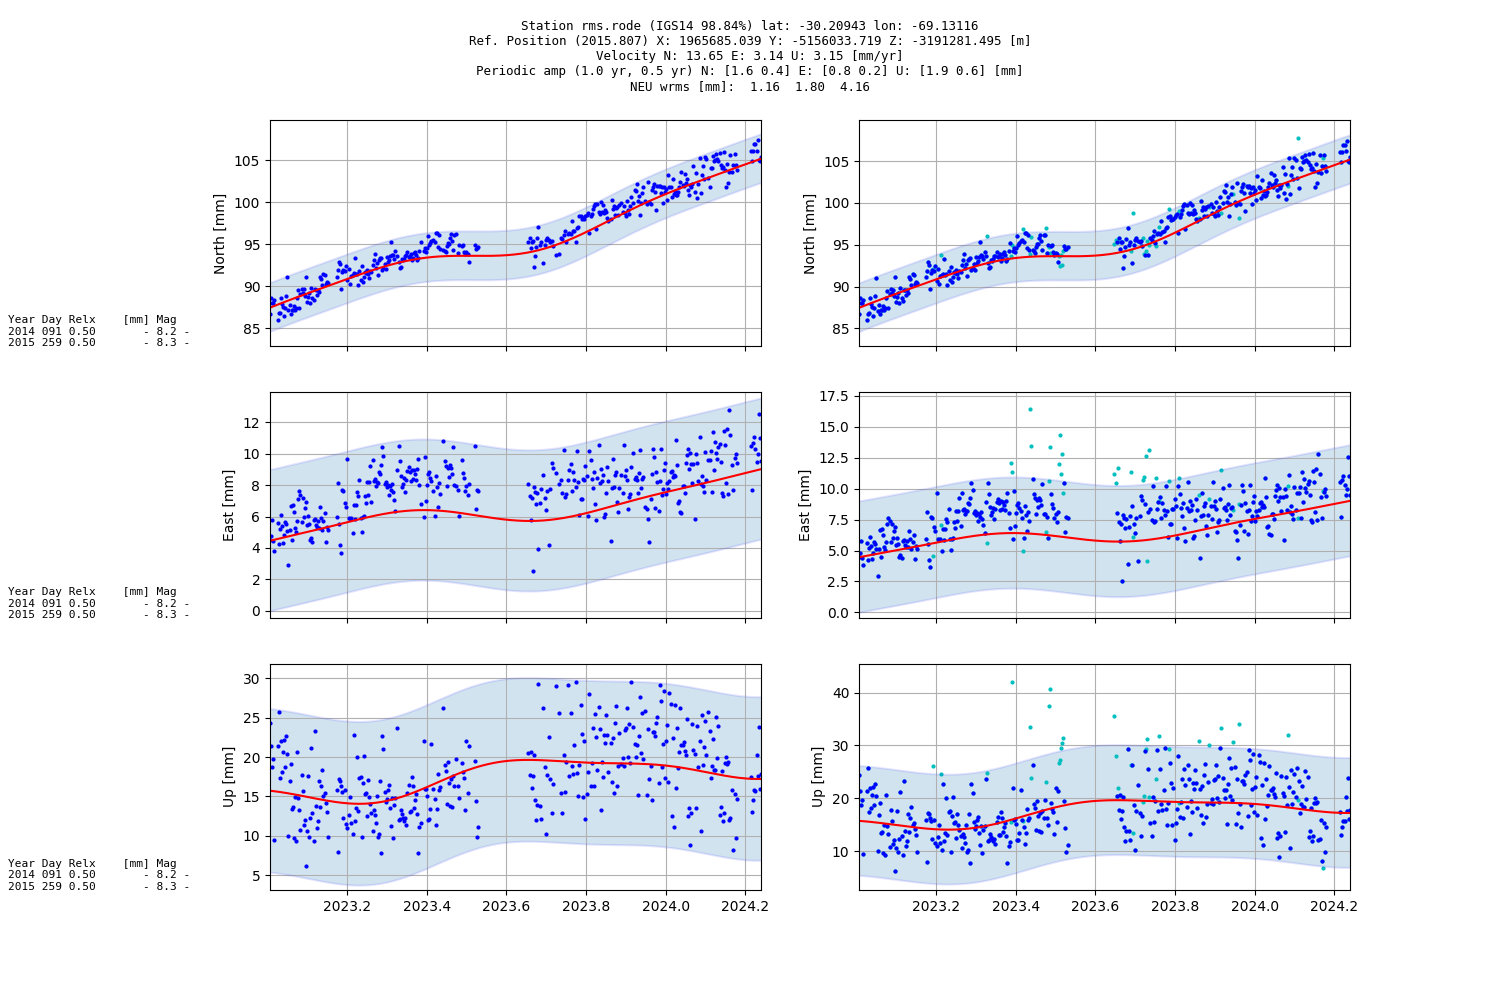 Station rms.rode (IGS14 98.84%) lat: -30.20943 lon: -69.13116
Ref. Position (2015.807) X: 1965685.039 Y: -5156033.719 Z: -3191281.495 [m]
Velocity N: 13.65 E: 3.14 U: 3.15 [mm/yr]
Periodic amp (1.0 yr, 0.5 yr) N: [1.6 0.4] E: [0.8 0.2] U: [1.9 0.6] [mm]
NEU wrms [mm]: 1.16 1.80 4.16
North [mm]
105
100
95
90
85
North [mm]
105
100
95
90
85
Year Day Relx [mm] Mag
2014 091 0.50 - 8.2 -
2015 259 0.50 - 8.3 -
East [mm]
12
10
8
6
4
2
0
East [mm]
17.5
15.0
12.5
10.0
7.5
5.0
2.5
0.0
Year Day Relx [mm] Mag
2014 091 0.50 - 8.2 -
2015 259 0.50 - 8.3 -
Up [mm]
30
25
20
15
10
5
Up [mm]
40
30
20
10
Year Day Relx [mm] Mag
2014 091 0.50 - 8.2 -
2015 259 0.50 - 8.3 -
2023.2 2023.4 2023.6 2023.8 2024.0 2024.2
2023.2 2023.4 2023.6 2023.8 2024.0 2024.2